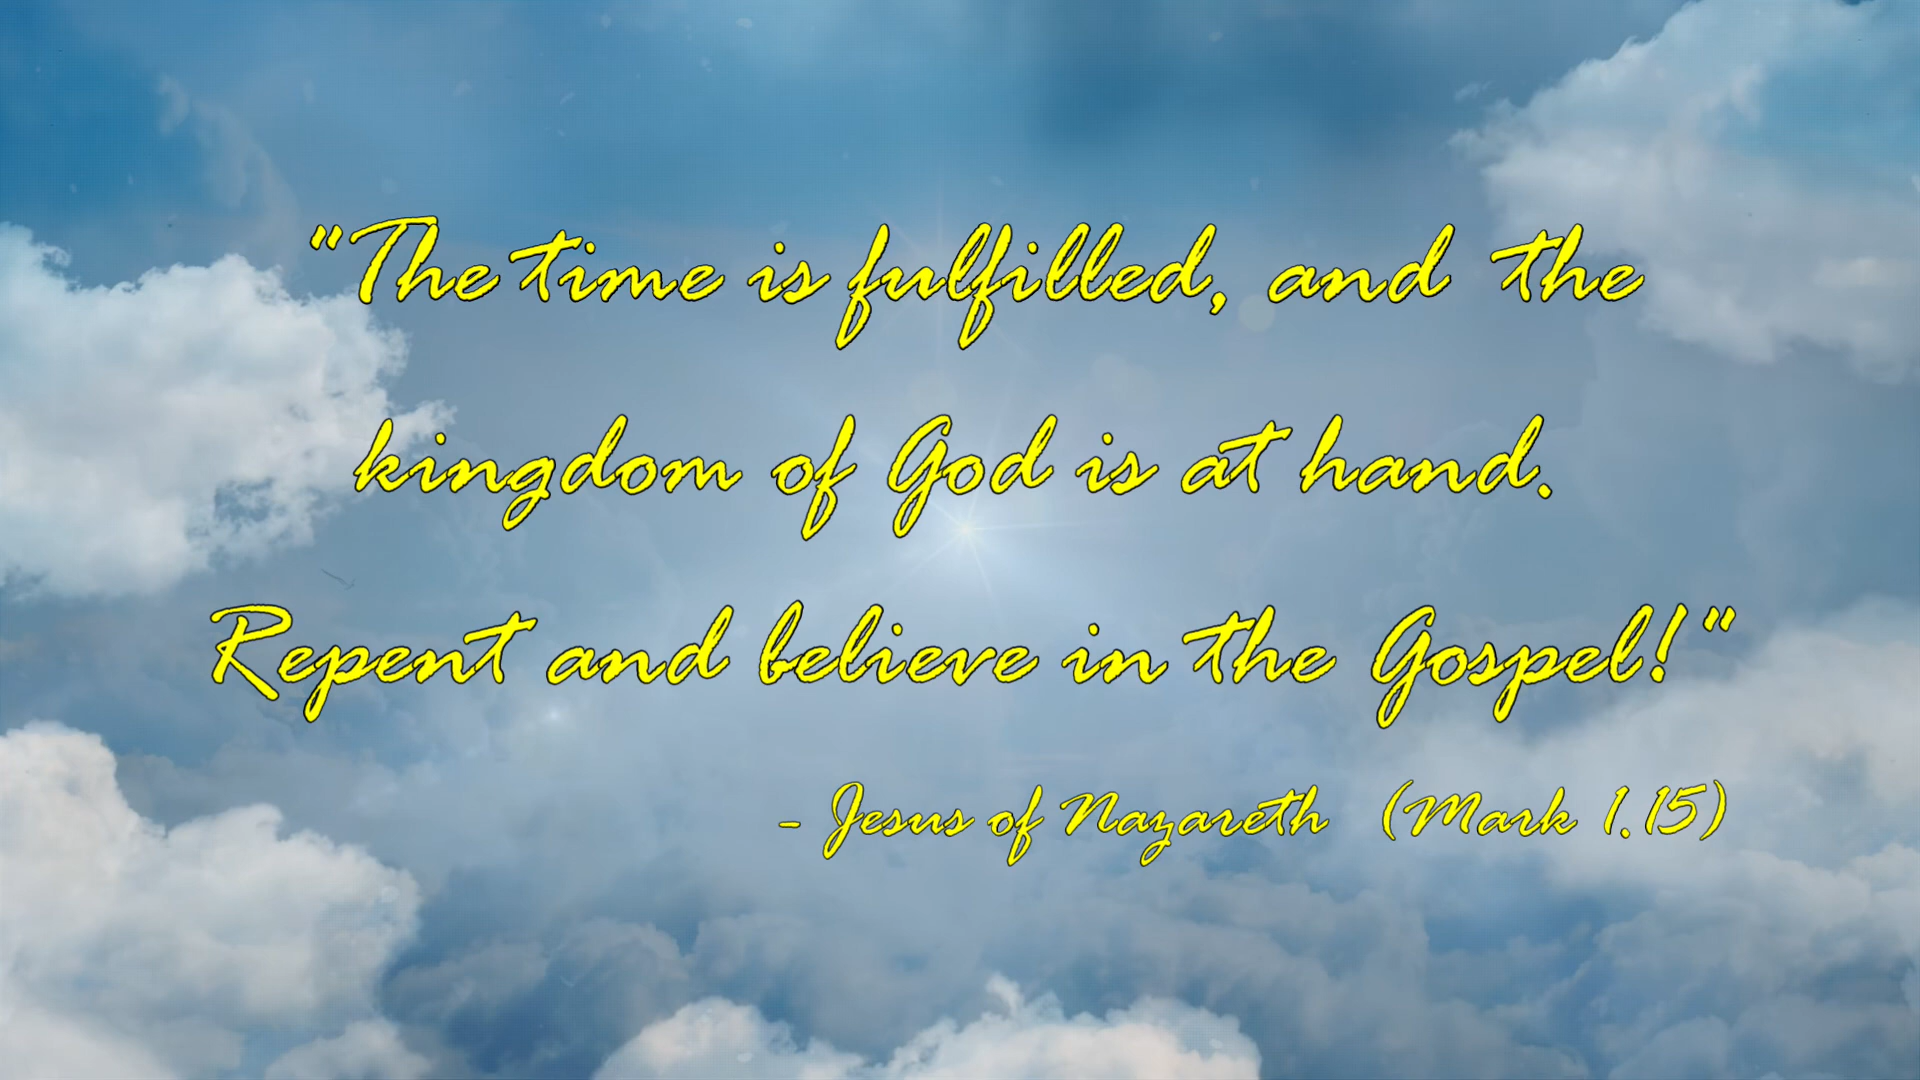 "The time is fulfilled, and the
kingdom of God is at hand.
Repent and believe in the Gospel!"
- Jesus of Nazareth (Mark 1.15)